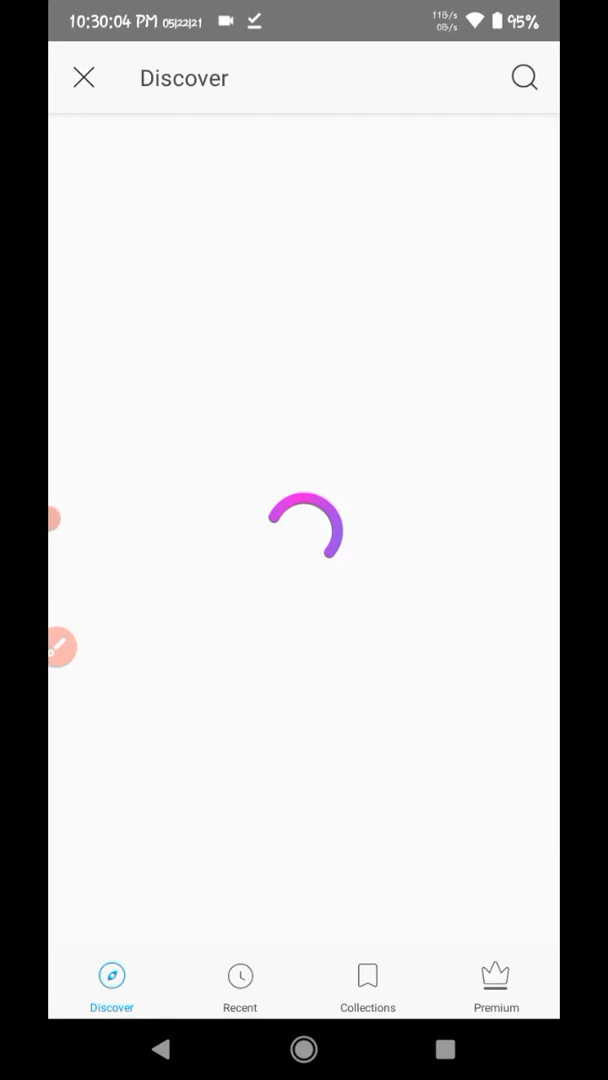 10:30:04 PM 05|22|21
11B/s
0B/s
95%
Discover
Discover
Recent
Collections
Premium